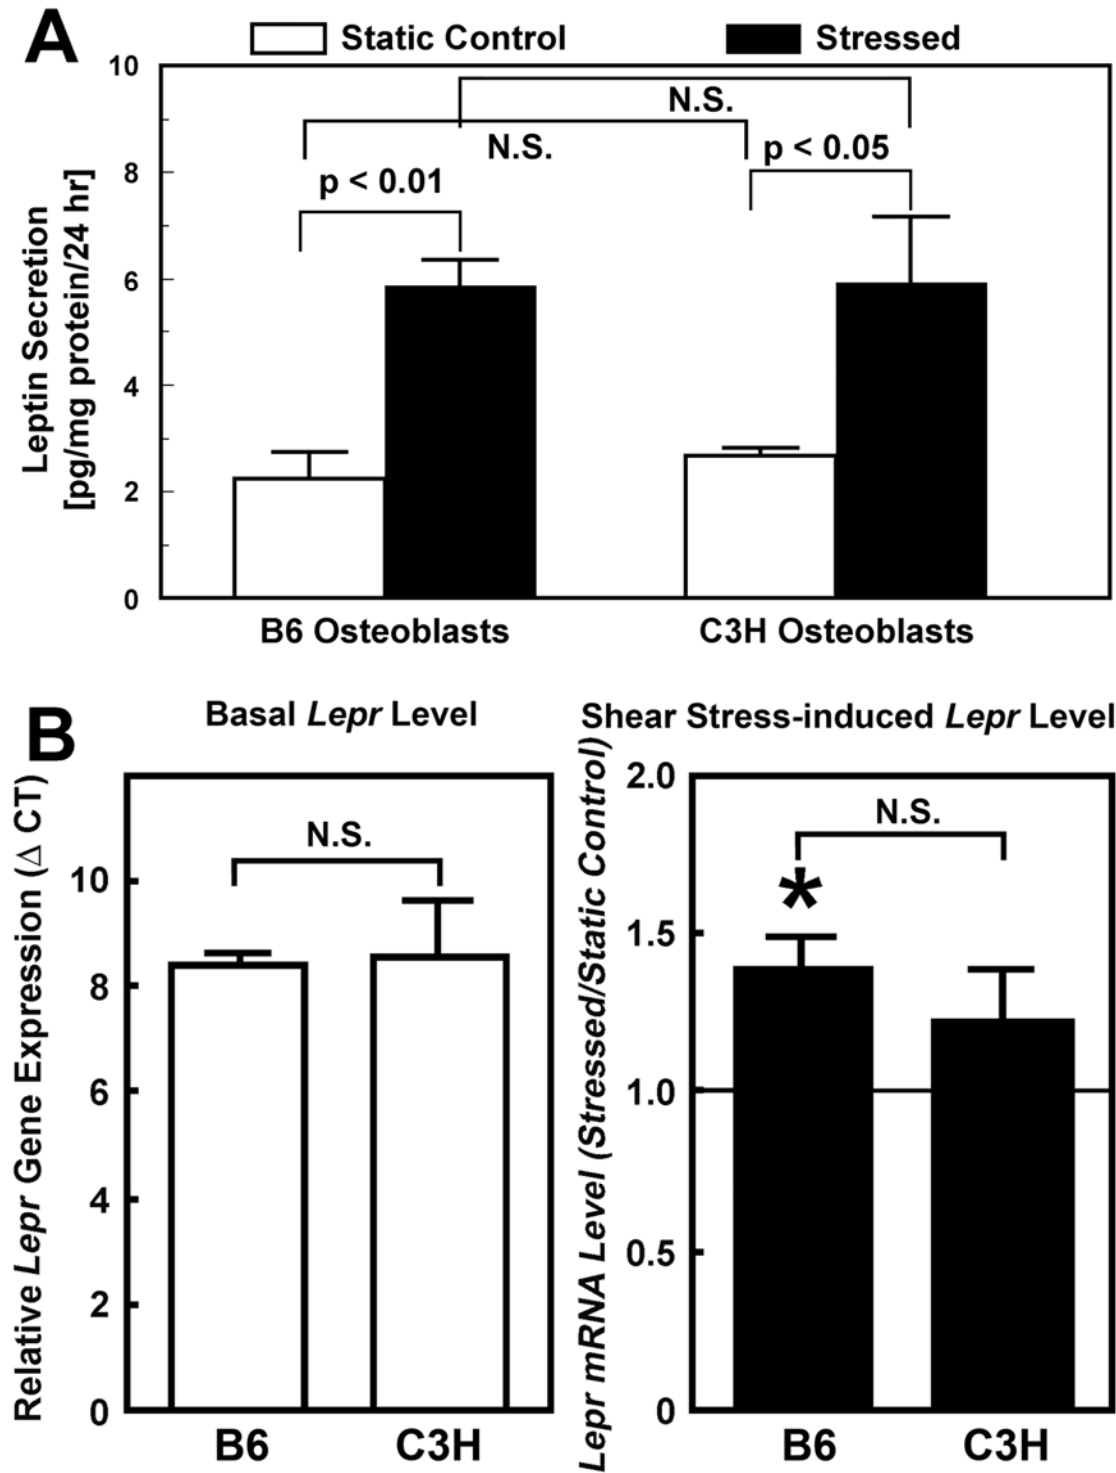 A
Static Control
Stressed
10
8
6
4
2
0
Leptin Secretion
[pg/mg protein/24 hr]
N.S.
N.S.
p < 0.05
p < 0.01
B6 Osteoblasts
C3H Osteoblasts
B
Basal Lepr Level
Relative Lepr Gene Expression (Δ CT)
10
8
6
4
2
0
N.S.
B6
C3H
Shear Stress-induced Lepr Level
Lepr mRNA Level (Stressed/Static Control)
2.0
1.5
1.0
0.5
0
N.S.
*
B6
C3H